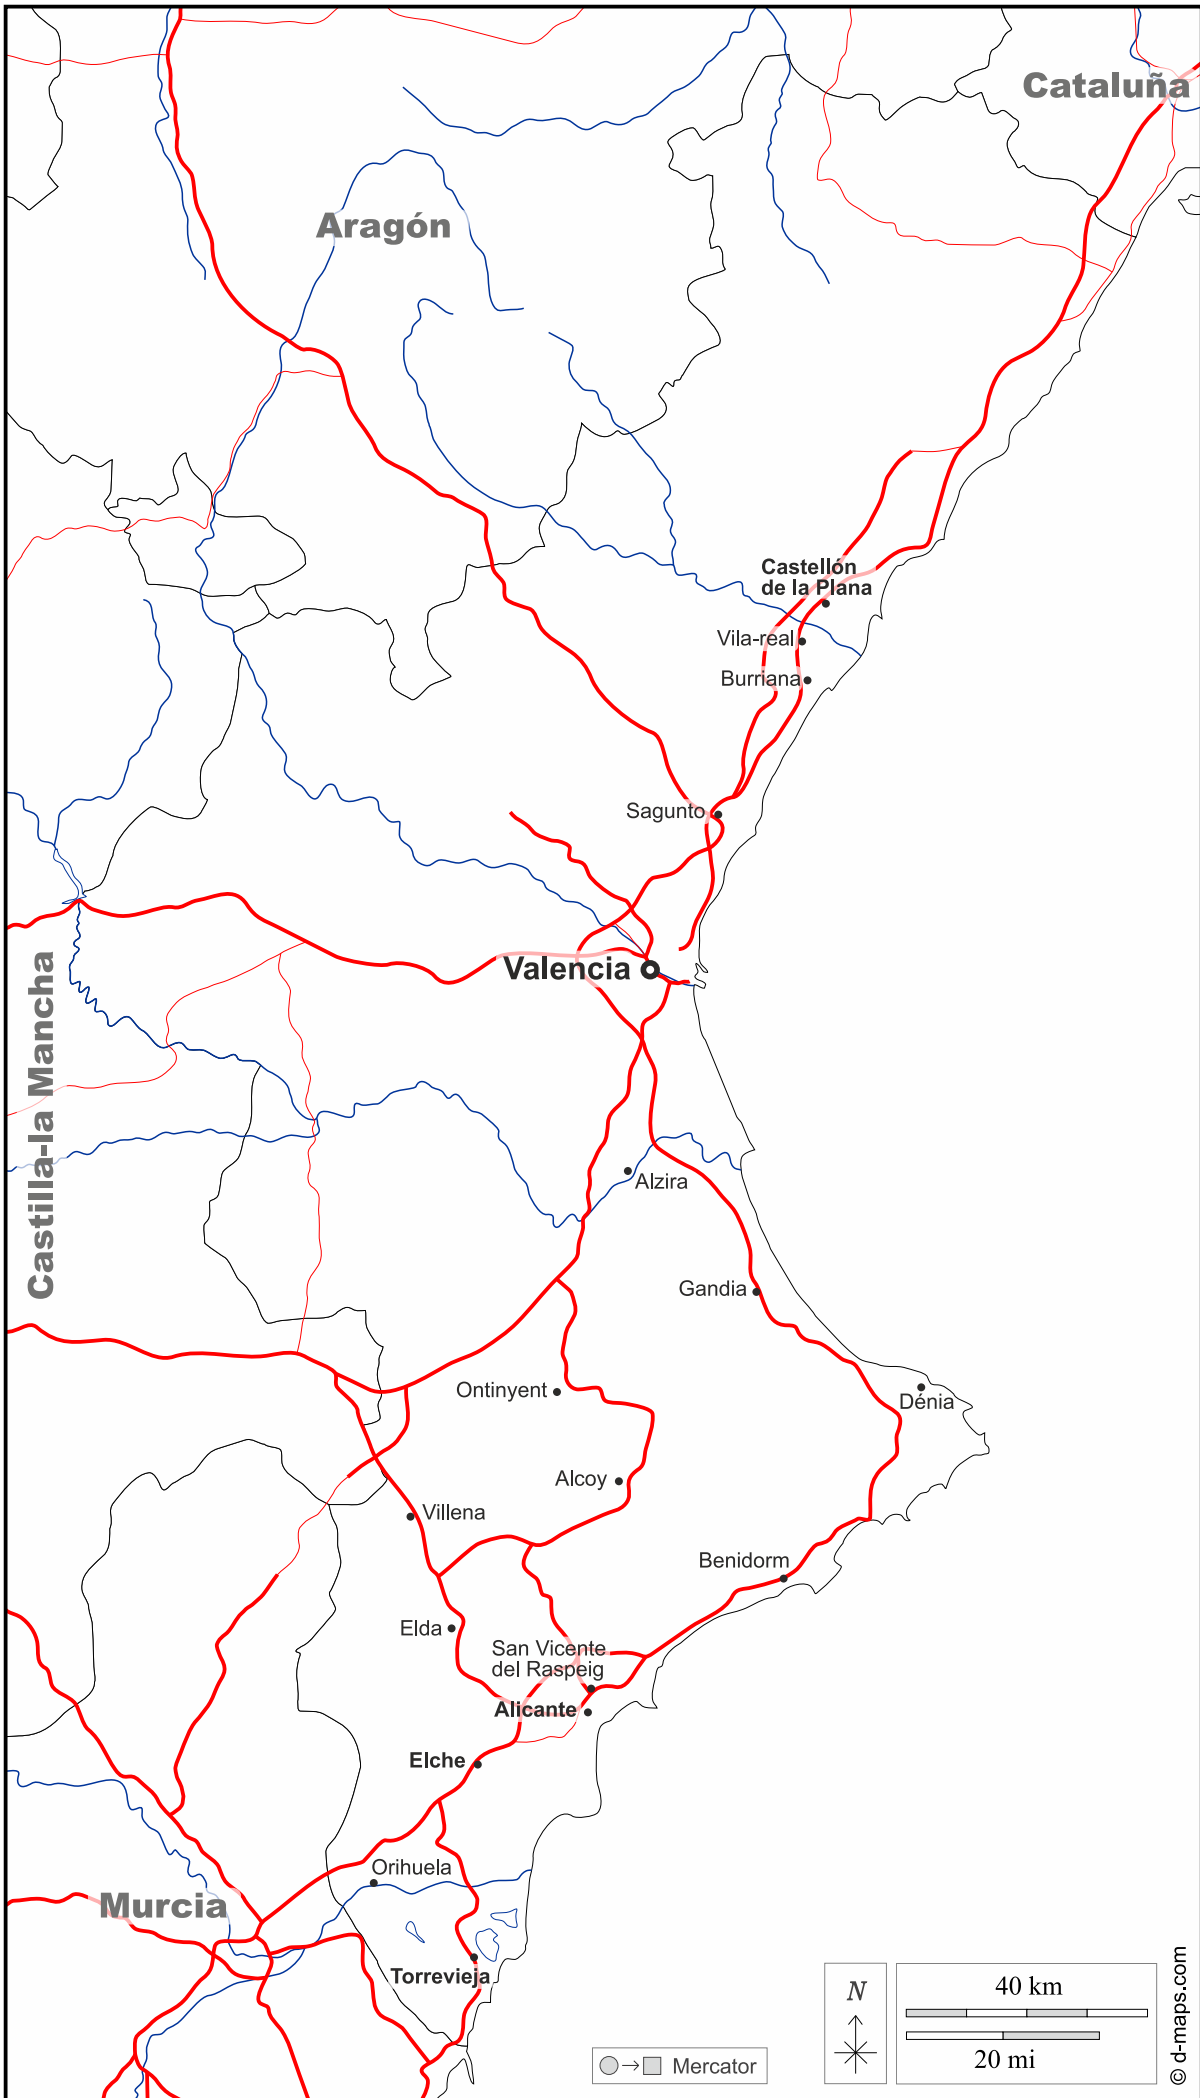 Cataluña
Aragón
Castellón
de la Plana
Vila-real
Burriana
Sagunto
Valencia
Castilla-la Mancha
Alzira
Gandia
Ontinyent
Dénia
Alcoy
Villena
Benidorm
Elda
San Vicente
del Raspeig
Alicante
Elche
Orihuela
Murcia
Torrevieja
N
40 km
20 mi
Mercator
© d-maps.com